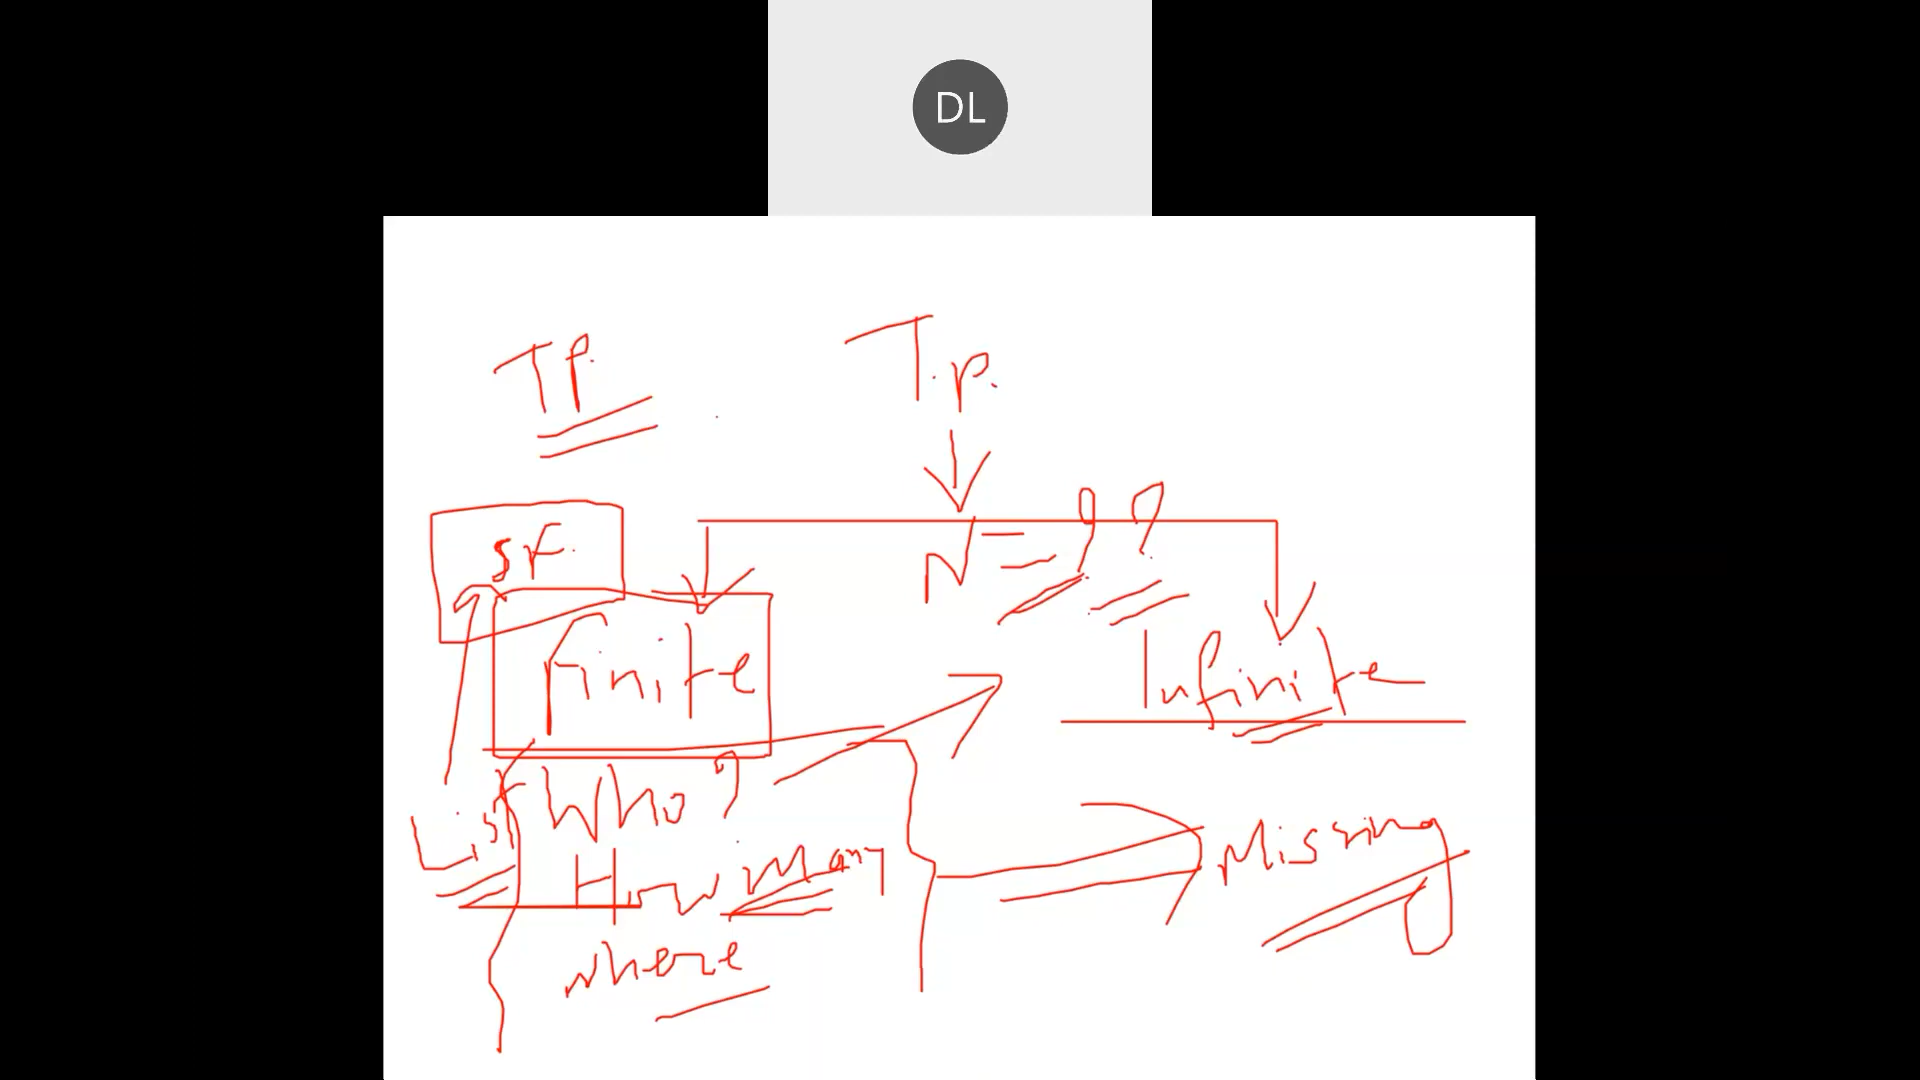 DL
TP. T.p.
N = ??
SF.
Finite Infinite
List Who?
How Many Missing
where